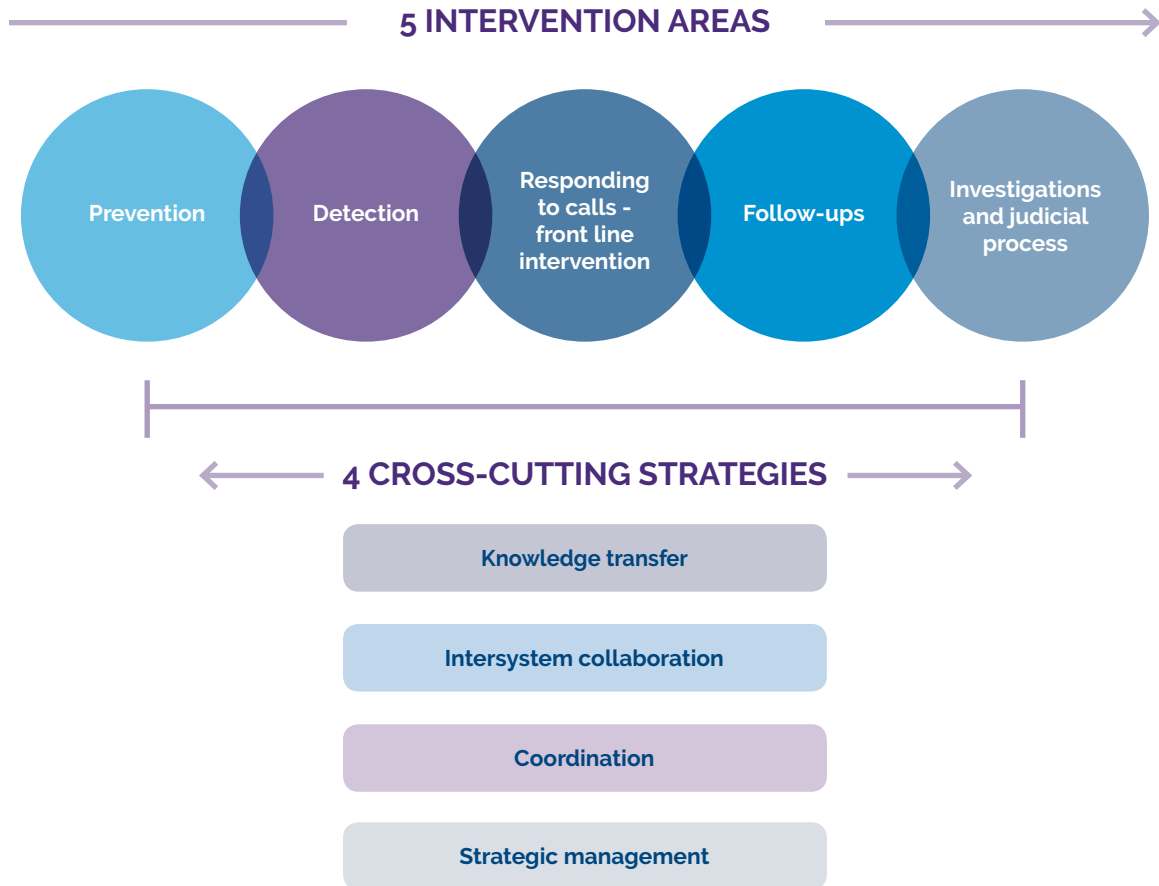 5 INTERVENTION AREAS
Prevention
Detection
Responding
to calls -
front line
intervention
Follow-ups
Investigations
and judicial
process
4 CROSS-CUTTING STRATEGIES
Knowledge transfer
Intersystem collaboration
Coordination
Strategic management